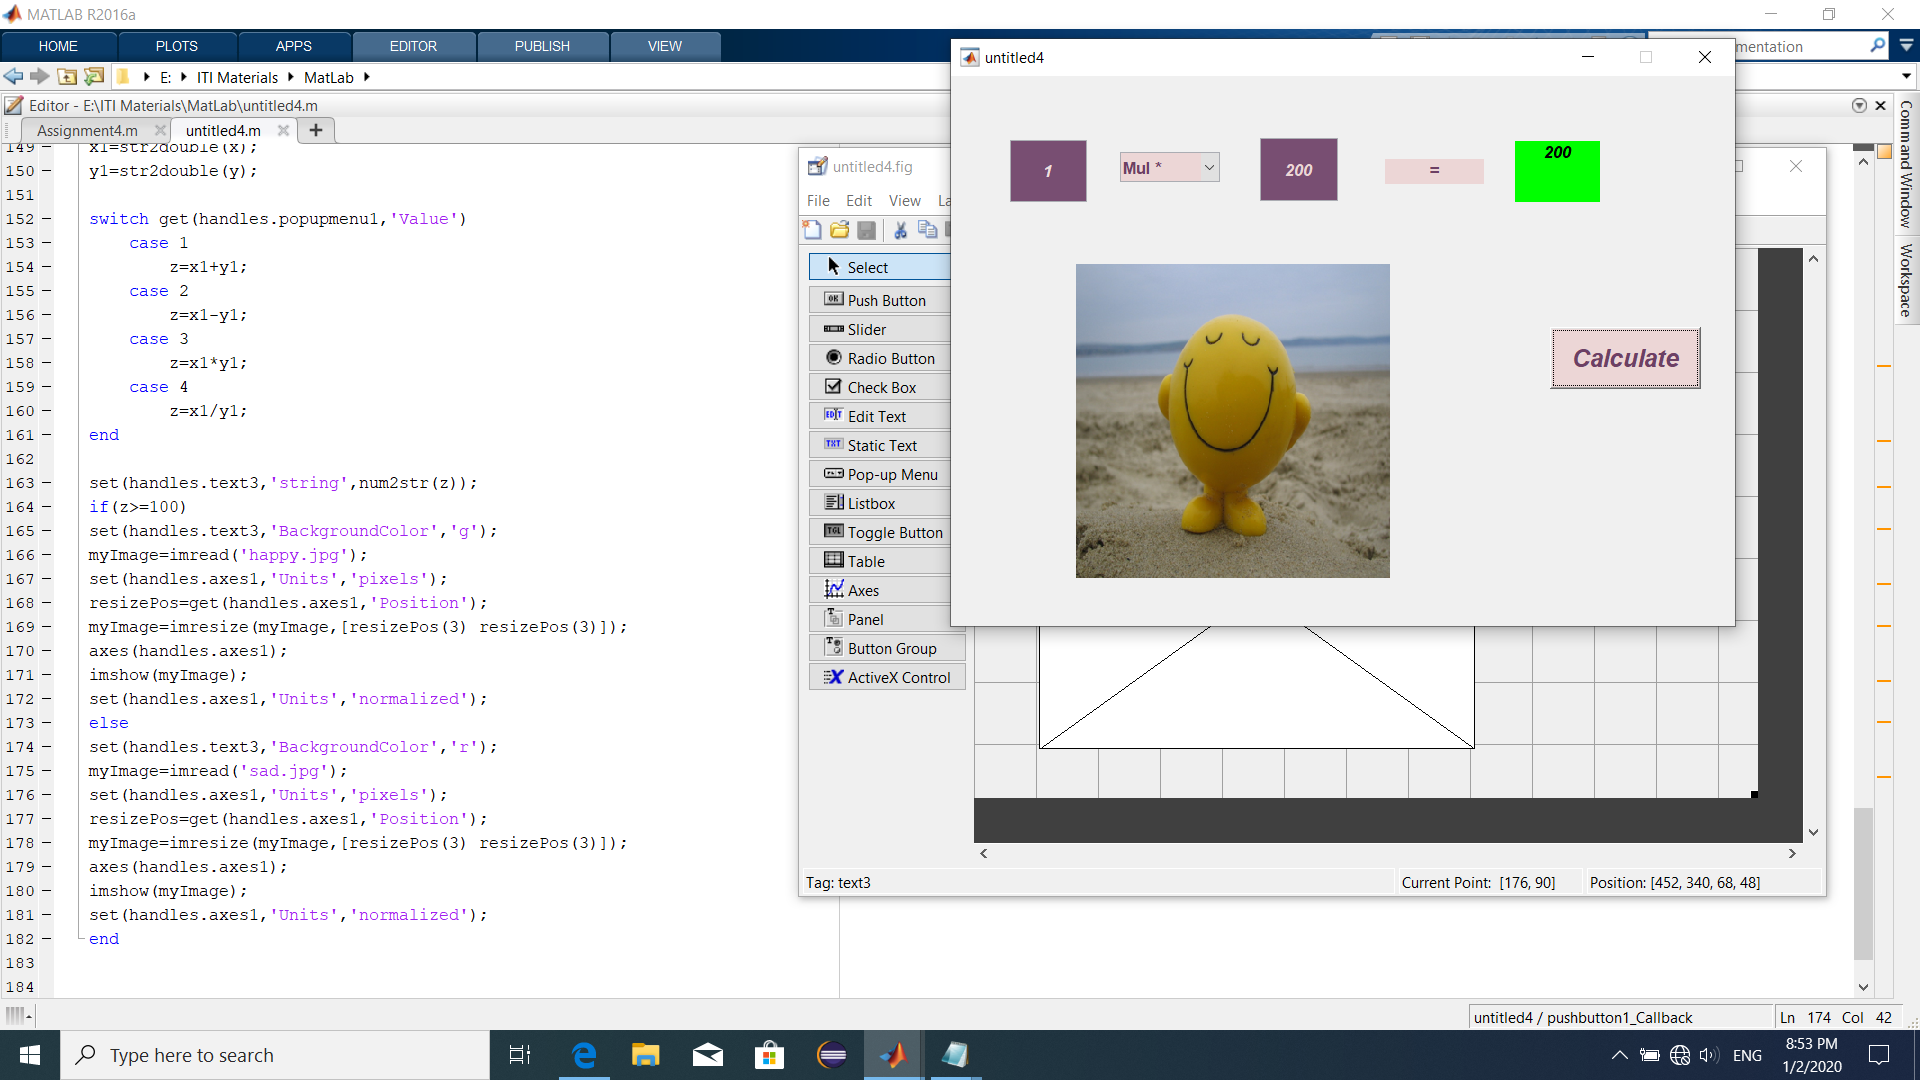 MATLAB R2016a
HOME PLOTS APPS EDITOR PUBLISH VIEW
mentation
E: ITI Materials MatLab
Editor - E:\ITI Materials\MatLab\untitled4.m
Assignment4.m untitled4.m +
149 x1=str2double(x);
150 y1=str2double(y);
151
152 switch get(handles.popupmenu1,'Value')
153 case 1
154 z=x1+y1;
155 case 2
156 z=x1-y1;
157 case 3
158 z=x1*y1;
159 case 4
160 z=x1/y1;
161 end
162
163 set(handles.text3,'string',num2str(z));
164 if(z>=100)
165 set(handles.text3,'BackgroundColor','g');
166 myImage=imread('happy.jpg');
167 set(handles.axes1,'Units','pixels');
168 resizePos=get(handles.axes1,'Position');
169 myImage=imresize(myImage,[resizePos(3) resizePos(3)]);
170 axes(handles.axes1);
171 imshow(myImage);
172 set(handles.axes1,'Units','normalized');
173 else
174 set(handles.text3,'BackgroundColor','r');
175 myImage=imread('sad.jpg');
176 set(handles.axes1,'Units','pixels');
177 resizePos=get(handles.axes1,'Position');
178 myImage=imresize(myImage,[resizePos(3) resizePos(3)]);
179 axes(handles.axes1);
180 imshow(myImage);
181 set(handles.axes1,'Units','normalized');
182 end
183
184
untitled4.fig
File Edit View La
Select
OK Push Button
Slider
Radio Button
Check Box
EDIT Edit Text
TXT Static Text
Pop-up Menu
Listbox
TGL Toggle Button
Table
Axes
Panel
Button Group
ActiveX Control
Tag: text3
Current Point: [176, 90]
Position: [452, 340, 68, 48]
untitled4
1 Mul * 200 = 200
Calculate
Command Window
Workspace
untitled4 / pushbutton1_Callback
Ln 174 Col 42
Type here to search
ENG
8:53 PM
1/2/2020